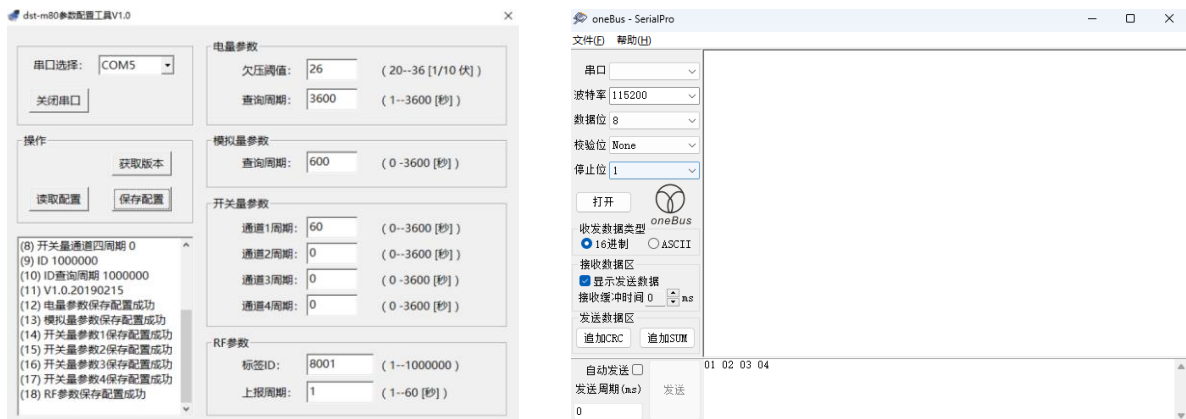 dst-m80参数配置工具V1.0
串口选择: COM5
关闭串口
操作
获取版本
读取配置 保存配置
(8) 开关量通道四周期 0
(9) ID 1000000
(10) ID查询周期 1000000
(11) V1.0.20190215
(12) 电量参数保存配置成功
(13) 模拟量参数保存配置成功
(14) 开关量参数1保存配置成功
(15) 开关量参数2保存配置成功
(16) 开关量参数3保存配置成功
(17) 开关量参数4保存配置成功
(18) RF参数保存配置成功
电量参数
欠压阈值: 26 ( 20--36 [1/10 伏] )
查询周期: 3600 ( 1--3600 [秒] )
模拟量参数
查询周期: 600 ( 0 -3600 [秒] )
开关量参数
通道1周期: 60 ( 0--3600 [秒] )
通道2周期: 0 ( 0 -3600 [秒] )
通道3周期: 0 ( 0 -3600 [秒] )
通道4周期: 0 ( 0 -3600 [秒] )
RF参数
标签ID: 8001 ( 1--1000000 )
上报周期: 1 ( 1--60 [秒] )
oneBus - SerialPro
文件(F) 帮助(H)
串口
波特率 115200
数据位 8
校验位 None
停止位 1
打开
oneBus
收发数据类型
16进制 ASCII
接收数据区
显示发送数据
接收缓冲时间 0 ms
发送数据区
追加CRC 追加SUM
自动发送
发送周期(ms)
0
发送
01 02 03 04